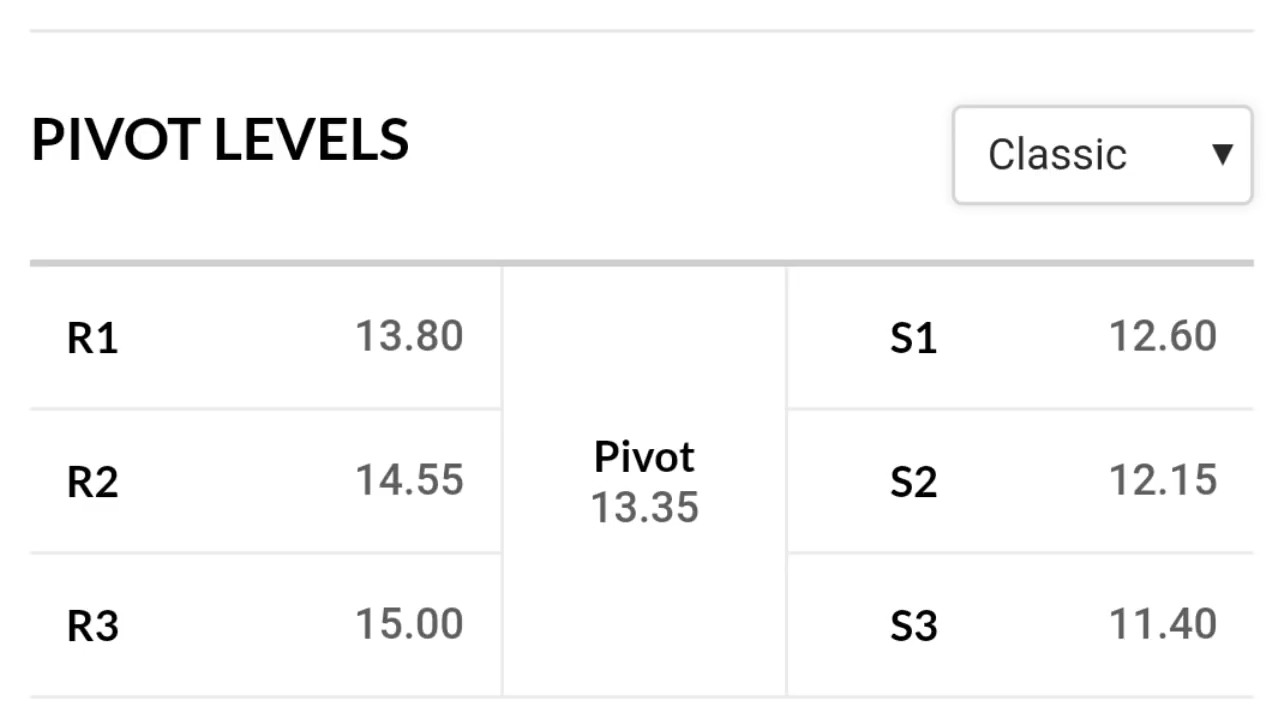 PIVOT LEVELS
Classic ▼
R1 13.80
R2 14.55
R3 15.00
Pivot
13.35
S1 12.60
S2 12.15
S3 11.40